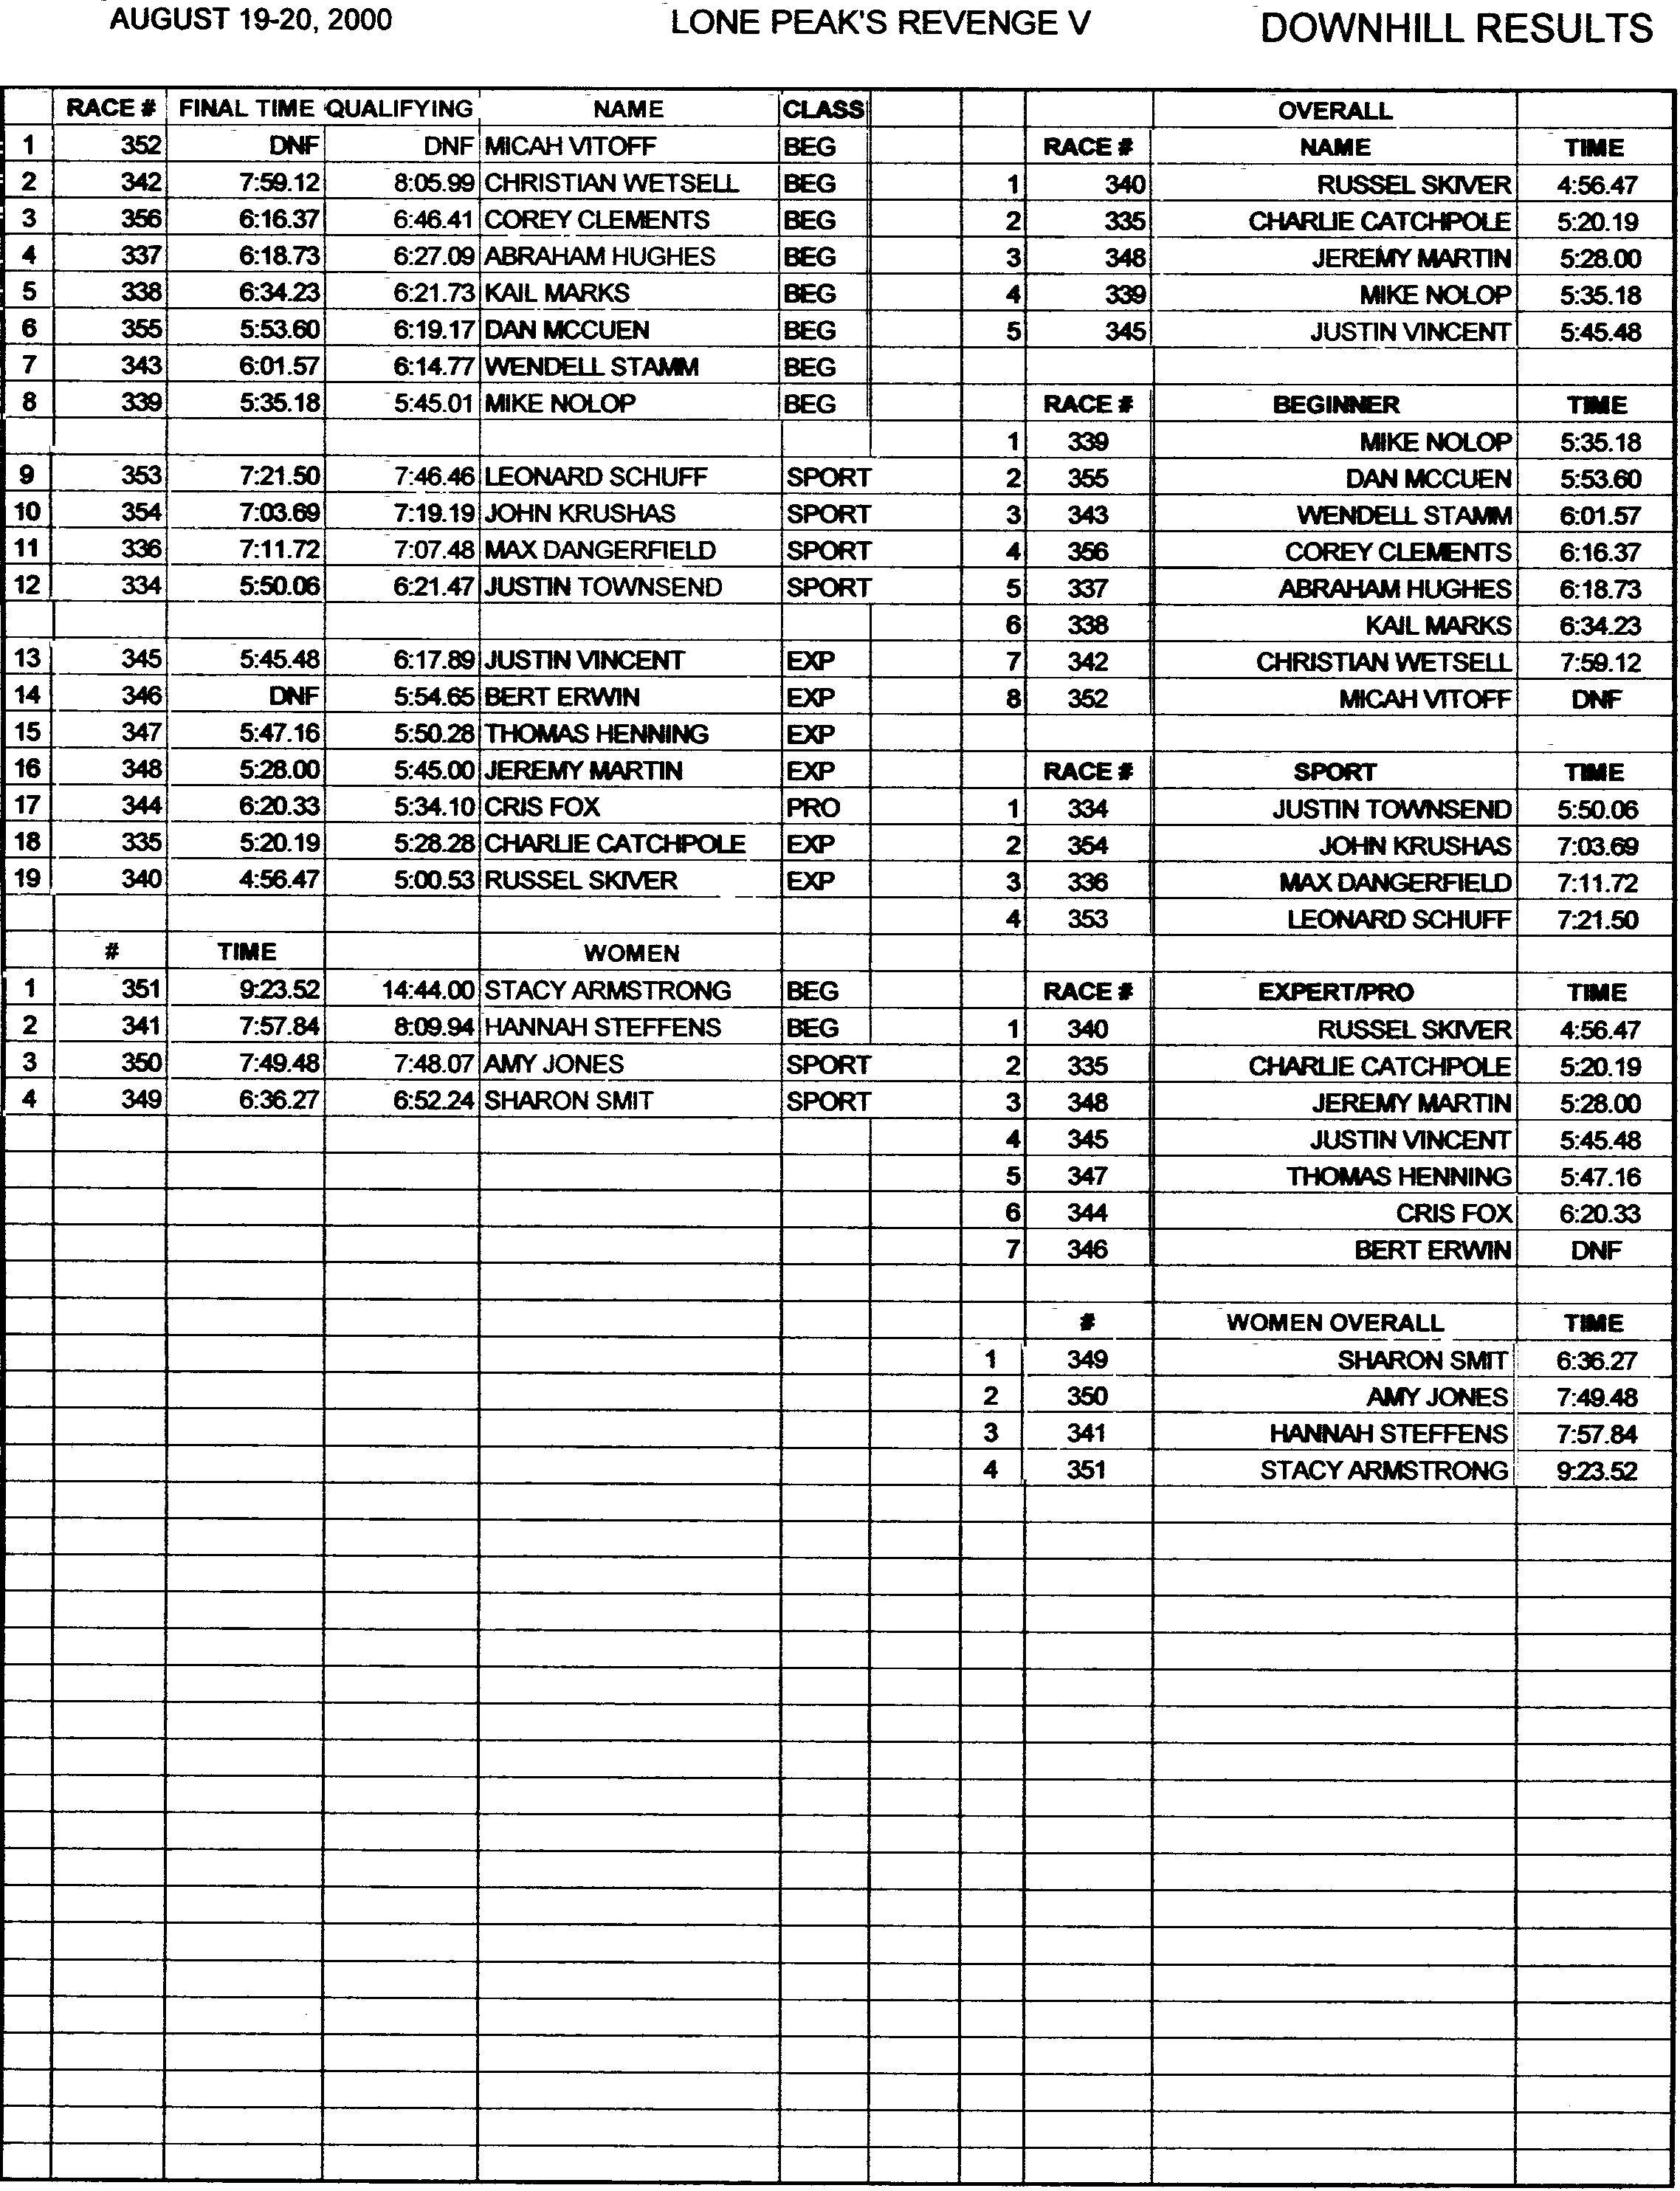 AUGUST 19-20, 2000 LONE PEAK'S REVENGE V DOWNHILL RESULTS
RACE # FINAL TIME QUALIFYING NAME CLASS OVERALL
1 352 DNF DNF MICAH VITOFF BEG RACE # NAME TIME
2 342 7:59.12 8:05.99 CHRISTIAN WETSELL BEG 1 340 RUSSEL SKIVER 4:56.47
3 356 6:16.37 6:46.41 COREY CLEMENTS BEG 2 335 CHARLIE CATCHPOLE 5:20.19
4 337 6:18.73 6:27.09 ABRAHAM HUGHES BEG 3 348 JEREMY MARTIN 5:28.00
5 338 6:34.23 6:21.73 KAIL MARKS BEG 4 339 MIKE NOLOP 5:35.18
6 355 5:53.60 6:19.17 DAN MCCUEN BEG 5 345 JUSTIN VINCENT 5:45.48
7 343 6:01.57 6:14.77 WENDELL STAMM BEG
8 339 5:35.18 5:45.01 MIKE NOLOP BEG RACE # BEGINNER TIME
1 339 MIKE NOLOP 5:35.18
9 353 7:21.50 7:46.46 LEONARD SCHUFF SPORT 2 355 DAN MCCUEN 5:53.60
10 354 7:03.69 7:19.19 JOHN KRUSHAS SPORT 3 343 WENDELL STAMM 6:01.57
11 336 7:11.72 7:07.48 MAX DANGERFIELD SPORT 4 356 COREY CLEMENTS 6:16.37
12 334 5:50.06 6:21.47 JUSTIN TOWNSEND SPORT 5 337 ABRAHAM HUGHES 6:18.73
6 338 KAIL MARKS 6:34.23
13 345 5:45.48 6:17.89 JUSTIN VINCENT EXP 7 342 CHRISTIAN WETSELL 7:59.12
14 346 DNF 5:54.65 BERT ERWIN EXP 8 352 MICAH VITOFF DNF
15 347 5:47.16 5:50.28 THOMAS HENNING EXP
16 348 5:28.00 5:45.00 JEREMY MARTIN EXP RACE # SPORT TIME
17 344 6:20.33 5:34.10 CRIS FOX PRO 1 334 JUSTIN TOWNSEND 5:50.06
18 335 5:20.19 5:28.28 CHARLIE CATCHPOLE EXP 2 354 JOHN KRUSHAS 7:03.69
19 340 4:56.47 5:00.53 RUSSEL SKIVER EXP 3 336 MAX DANGERFIELD 7:11.72
4 353 LEONARD SCHUFF 7:21.50
# TIME WOMEN
1 351 9:23.52 14:44.00 STACY ARMSTRONG BEG RACE # EXPERT/PRO TIME
2 341 7:57.84 8:09.94 HANNAH STEFFENS BEG 1 340 RUSSEL SKIVER 4:56.47
3 350 7:49.48 7:48.07 AMY JONES SPORT 2 335 CHARLIE CATCHPOLE 5:20.19
4 349 6:36.27 6:52.24 SHARON SMIT SPORT 3 348 JEREMY MARTIN 5:28.00
4 345 JUSTIN VINCENT 5:45.48
5 347 THOMAS HENNING 5:47.16
6 344 CRIS FOX 6:20.33
7 346 BERT ERWIN DNF
# WOMEN OVERALL TIME
1 349 SHARON SMIT 6:36.27
2 350 AMY JONES 7:49.48
3 341 HANNAH STEFFENS 7:57.84
4 351 STACY ARMSTRONG 9:23.52